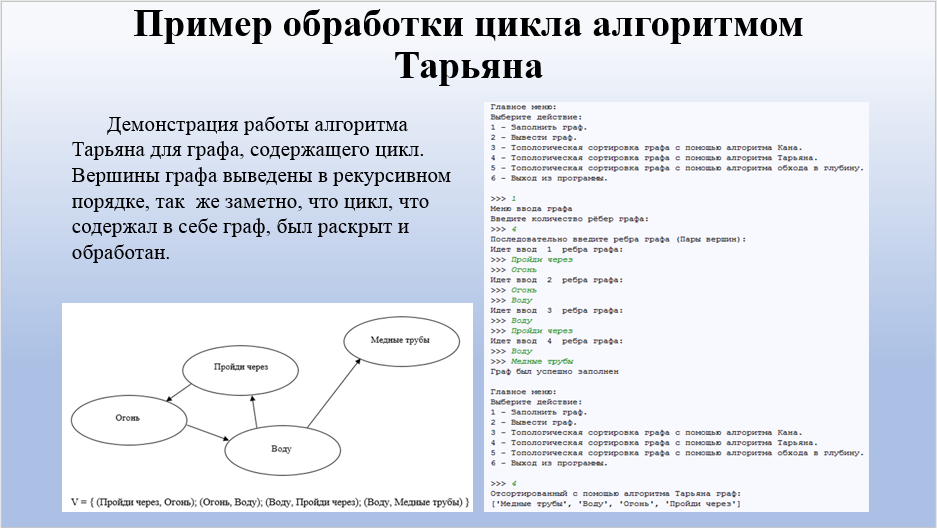 Пример обработки цикла алгоритмом
Тарьяна
Демонстрация работы алгоритма
Тарьяна для графа, содержащего цикл.
Вершины графа выведены в рекурсивном
порядке, так же заметно, что цикл, что
содержал в себе граф, был раскрыт и
обработан.
Медные трубы
Пройди через
Огонь
Воду
V = { (Пройди через, Огонь); (Огонь, Воду); (Воду, Пройди через); (Воду, Медные трубы) }
Главное меню:
Выберите действие:
1 - Заполнить граф.
2 - Вывести граф.
3 - Топологическая сортировка графа с помощью алгоритма Кана.
4 - Топологическая сортировка графа с помощью алгоритма Тарьяна.
5 - Топологическая сортировка графа с помощью алгоритма обхода в глубину.
6 - Выход из программы.
>>> 1
Меню ввода графа
Введите количество рёбер графа:
>>> 4
Последовательно введите ребра графа (Пары вершин):
Идет ввод 1 ребра графа:
>>> Пройди через
>>> Огонь
Идет ввод 2 ребра графа:
>>> Огонь
>>> Воду
Идет ввод 3 ребра графа:
>>> Воду
>>> Пройди через
Идет ввод 4 ребра графа:
>>> Воду
>>> Медные трубы
Граф был успешно заполнен
Главное меню:
Выберите действие:
1 - Заполнить граф.
2 - Вывести граф.
3 - Топологическая сортировка графа с помощью алгоритма Кана.
4 - Топологическая сортировка графа с помощью алгоритма Тарьяна.
5 - Топологическая сортировка графа с помощью алгоритма обхода в глубину.
6 - Выход из программы.
>>> 4
Отсортированный с помощью алгоритма Тарьяна граф:
['Медные трубы', 'Воду', 'Огонь', 'Пройди через']